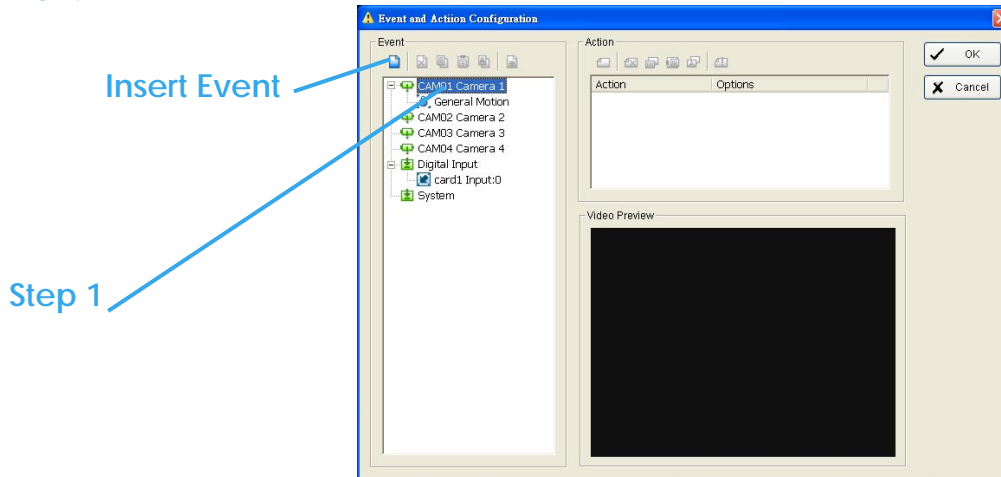 Event and Actiion Configuration
Event
Action
OK
Cancel
Insert Event
Action Options
CAM01 Camera 1
General Motion
CAM02 Camera 2
CAM03 Camera 3
CAM04 Camera 4
Digital Input
card1 Input:0
System
Video Preview
Step 1